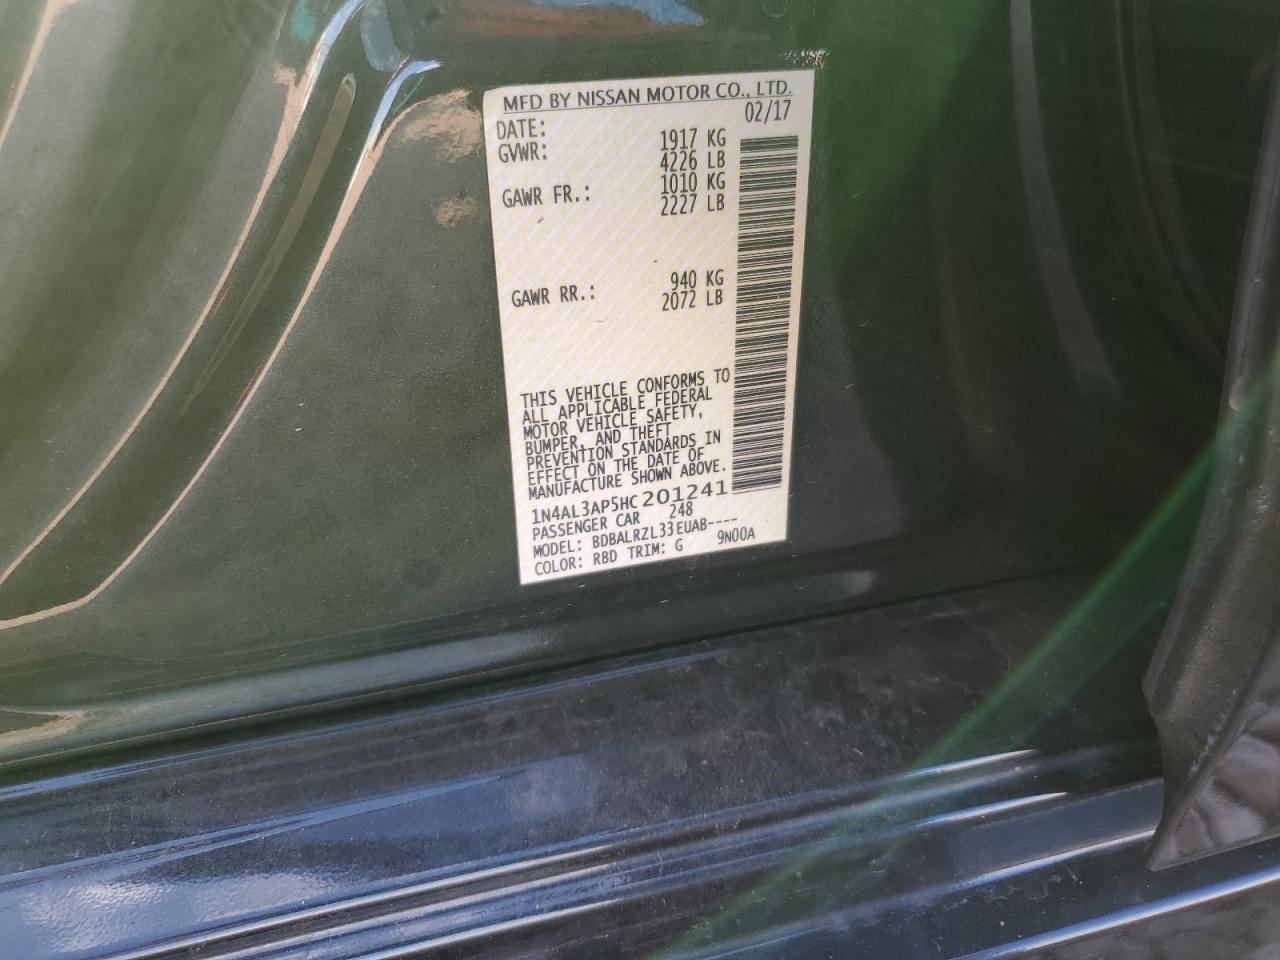 MFD BY NISSAN MOTOR CO., LTD.
DATE: 02/17
GVWR: 1917 KG
4226 LB
GAWR FR.: 1010 KG
2227 LB
GAWR RR.: 940 KG
2072 LB
THIS VEHICLE CONFORMS TO
ALL APPLICABLE FEDERAL
MOTOR VEHICLE SAFETY,
BUMPER, AND THEFT
PREVENTION STANDARDS IN
EFFECT ON THE DATE OF
MANUFACTURE SHOWN ABOVE.
1N4AL3AP5HC201241
PASSENGER CAR 248
MODEL: BDBALRZL33EUAB----
COLOR: RBD TRIM: G 9N00A